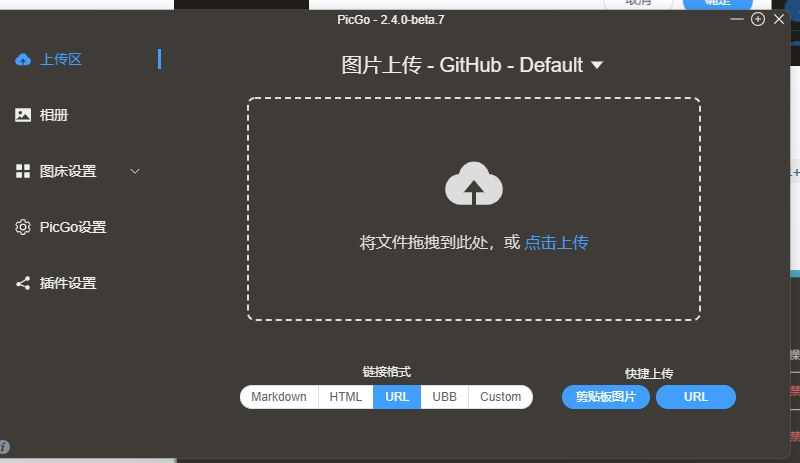 取消
确定
PicGo - 2.4.0-beta.7
上传区
图片上传 - GitHub - Default
相册
图床设置
PicGo设置
插件设置
将文件拖拽到此处，或 点击上传
链接格式
快捷上传
Markdown HTML URL UBB Custom
剪贴板图片 URL
禁
禁